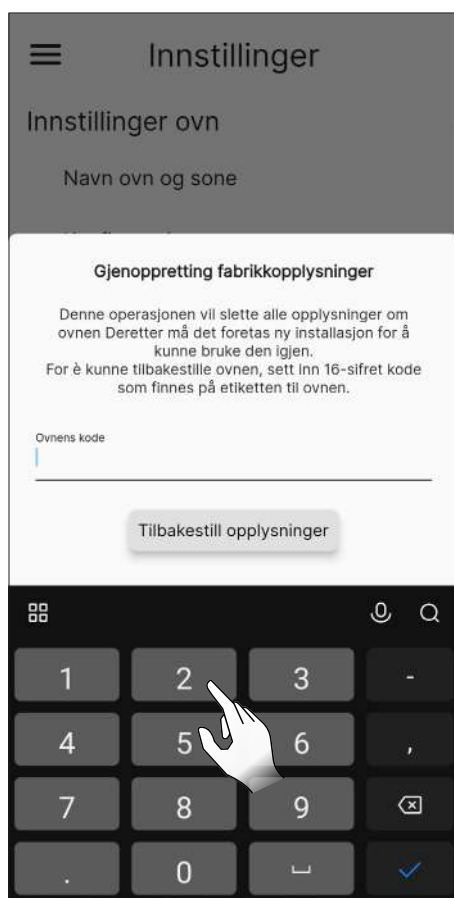 Innstillinger
Innstillinger ovn
Navn ovn og sone
Gjenoppretting fabrikkopplysninger
Denne operasjonen vil slette alle opplysninger om
ovnen Deretter må det foretas ny installasjon for å
kunne bruke den igjen.
For è kunne tilbakestille ovnen, sett inn 16-sifret kode
som finnes på etiketten til ovnen.
Ovnens kode
Tilbakestill opplysninger
1 2 3 -
4 5 6 ,
7 8 9
. 0